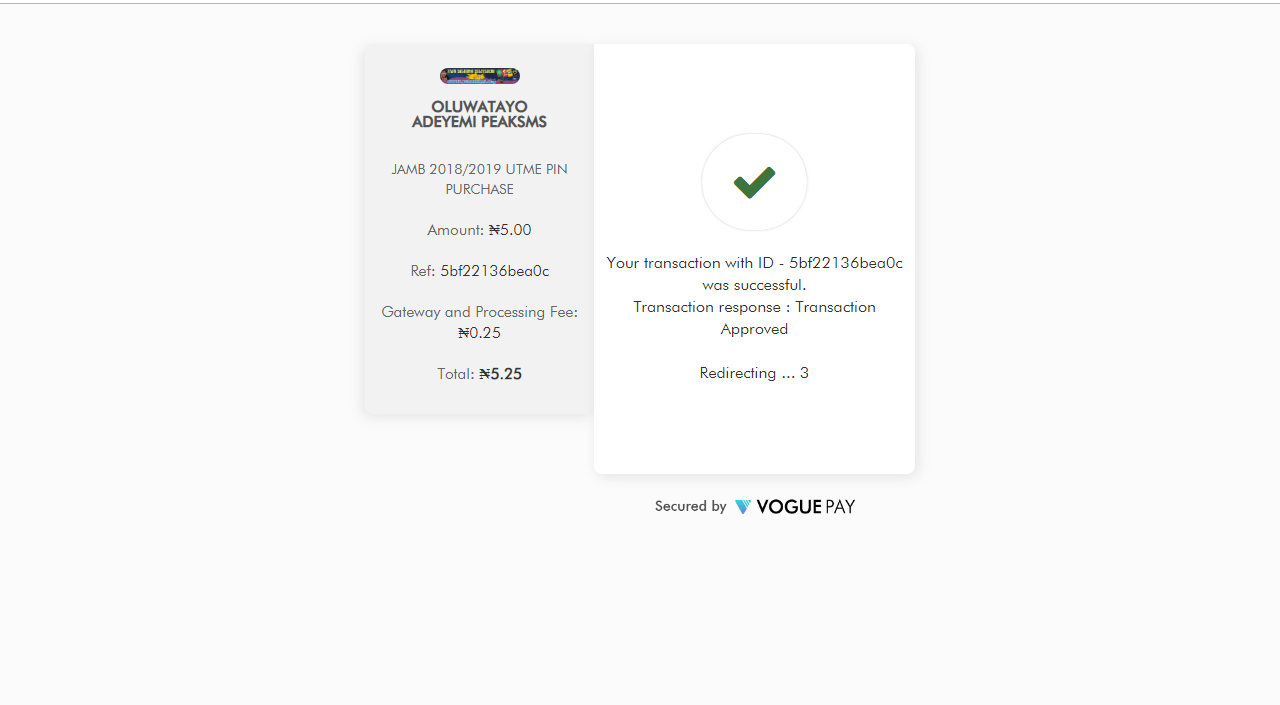 OLUWATAYO
ADEYEMI PEAKSMS
JAMB 2018/2019 UTME PIN
PURCHASE
Amount: ₦5.00
Ref: 5bf22136bea0c
Gateway and Processing Fee:
₦0.25
Total: ₦5.25
Your transaction with ID - 5bf22136bea0c
was successful.
Transaction response : Transaction
Approved
Redirecting ... 3
Secured by VOGUEPAY